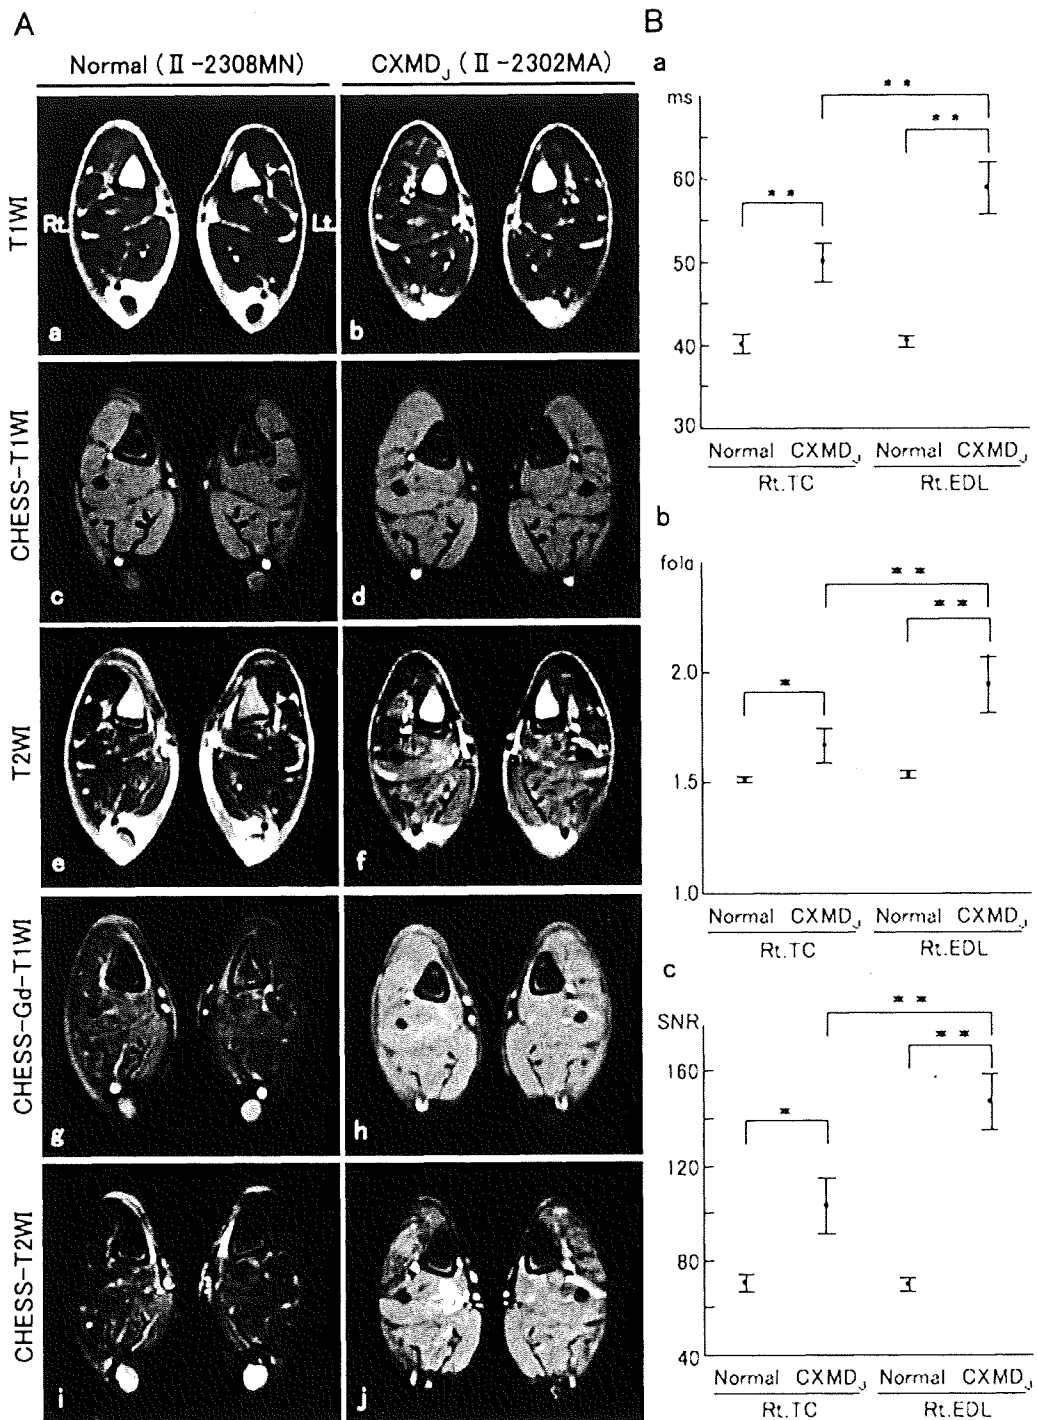 A
Normal (Ⅱ-2308MN)
CXMDJ (Ⅱ-2302MA)
T1WI
Rt.
Lt.
a
b
CHESS-T1WI
c
d
T2WI
e
f
CHESS-Gd-T1WI
g
h
CHESS-T2WI
i
j
B
a
ms
* *
* *
* *
60
50
40
30
Normal CXMDJ
Normal CXMDJ
Rt.TC
Rt.EDL
b
fold
* *
* *
*
2.0
1.5
1.0
Normal CXMDJ
Normal CXMDJ
Rt.TC
Rt.EDL
c
SNR
* *
* *
*
160
120
80
40
Normal CXMDJ
Normal CXMDJ
Rt.TC
Rt.EDL